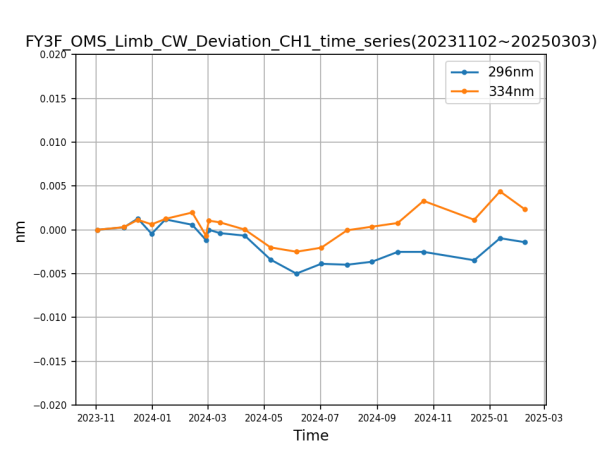 FY3F_OMS_Limb_CW_Deviation_CH1_time_series(20231102~20250303)
0.020
0.015
0.010
0.005
0.000
−0.005
−0.010
−0.015
−0.020
nm
296nm
334nm
2023-11 2024-01 2024-03 2024-05 2024-07 2024-09 2024-11 2025-01 2025-03
Time